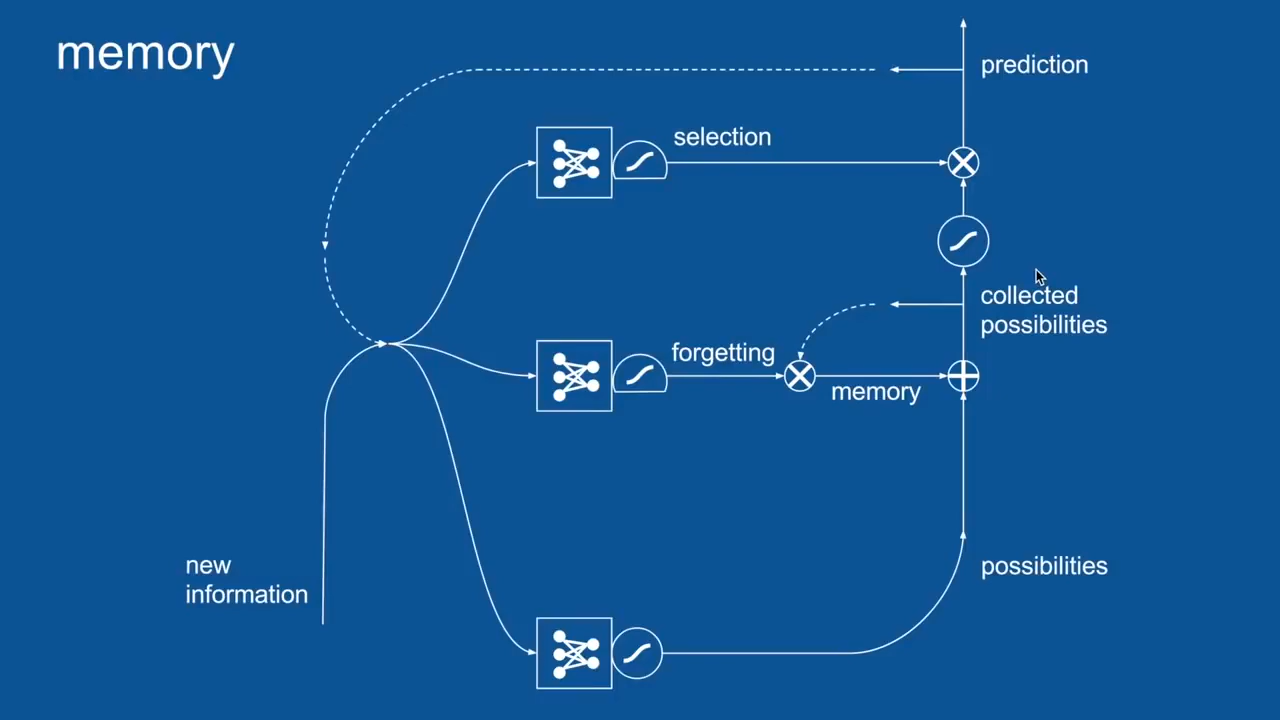 memory
prediction
selection
collected
possibilities
forgetting
memory
new
information
possibilities